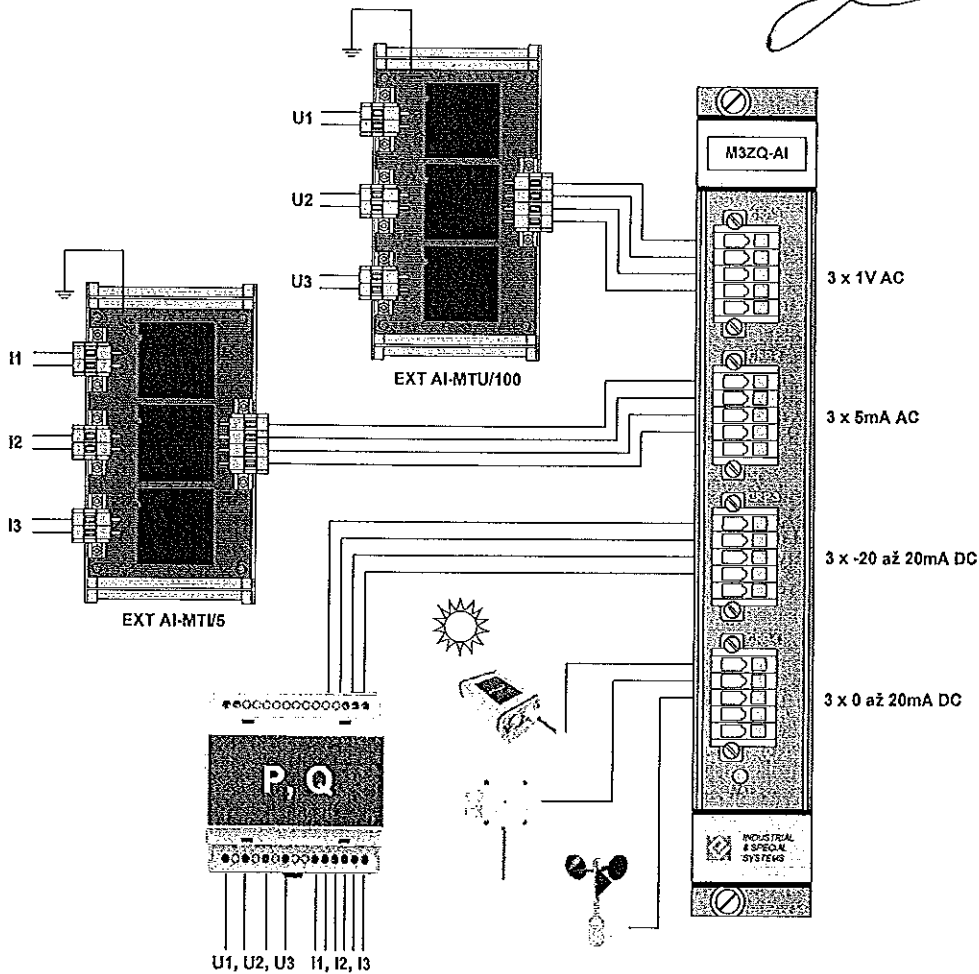 U1
U2
U3
EXT AI-MTU/100
I1
I2
I3
EXT AI-MTI/5
M3ZQ-AI
3 x 1V AC
3 x 5mA AC
3 x -20 až 20mA DC
3 x 0 až 20mA DC
P, Q
U1, U2, U3 I1, I2, I3
INDUSTRIAL
& SPECIAL
SYSTEMS